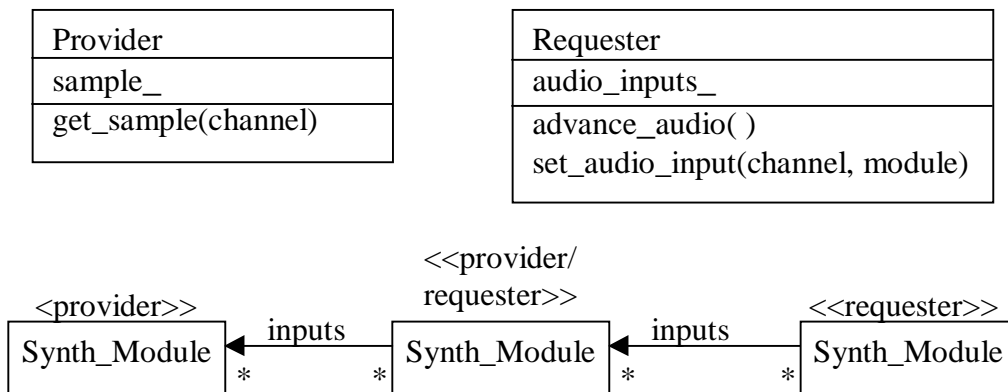 Provider
sample_
get_sample(channel)
Requester
audio_inputs_
advance_audio( )
set_audio_input(channel, module)
<provider>>
Synth_Module
inputs
*
*
<<provider/
requester>>
Synth_Module
inputs
*
*
<<requester>>
Synth_Module